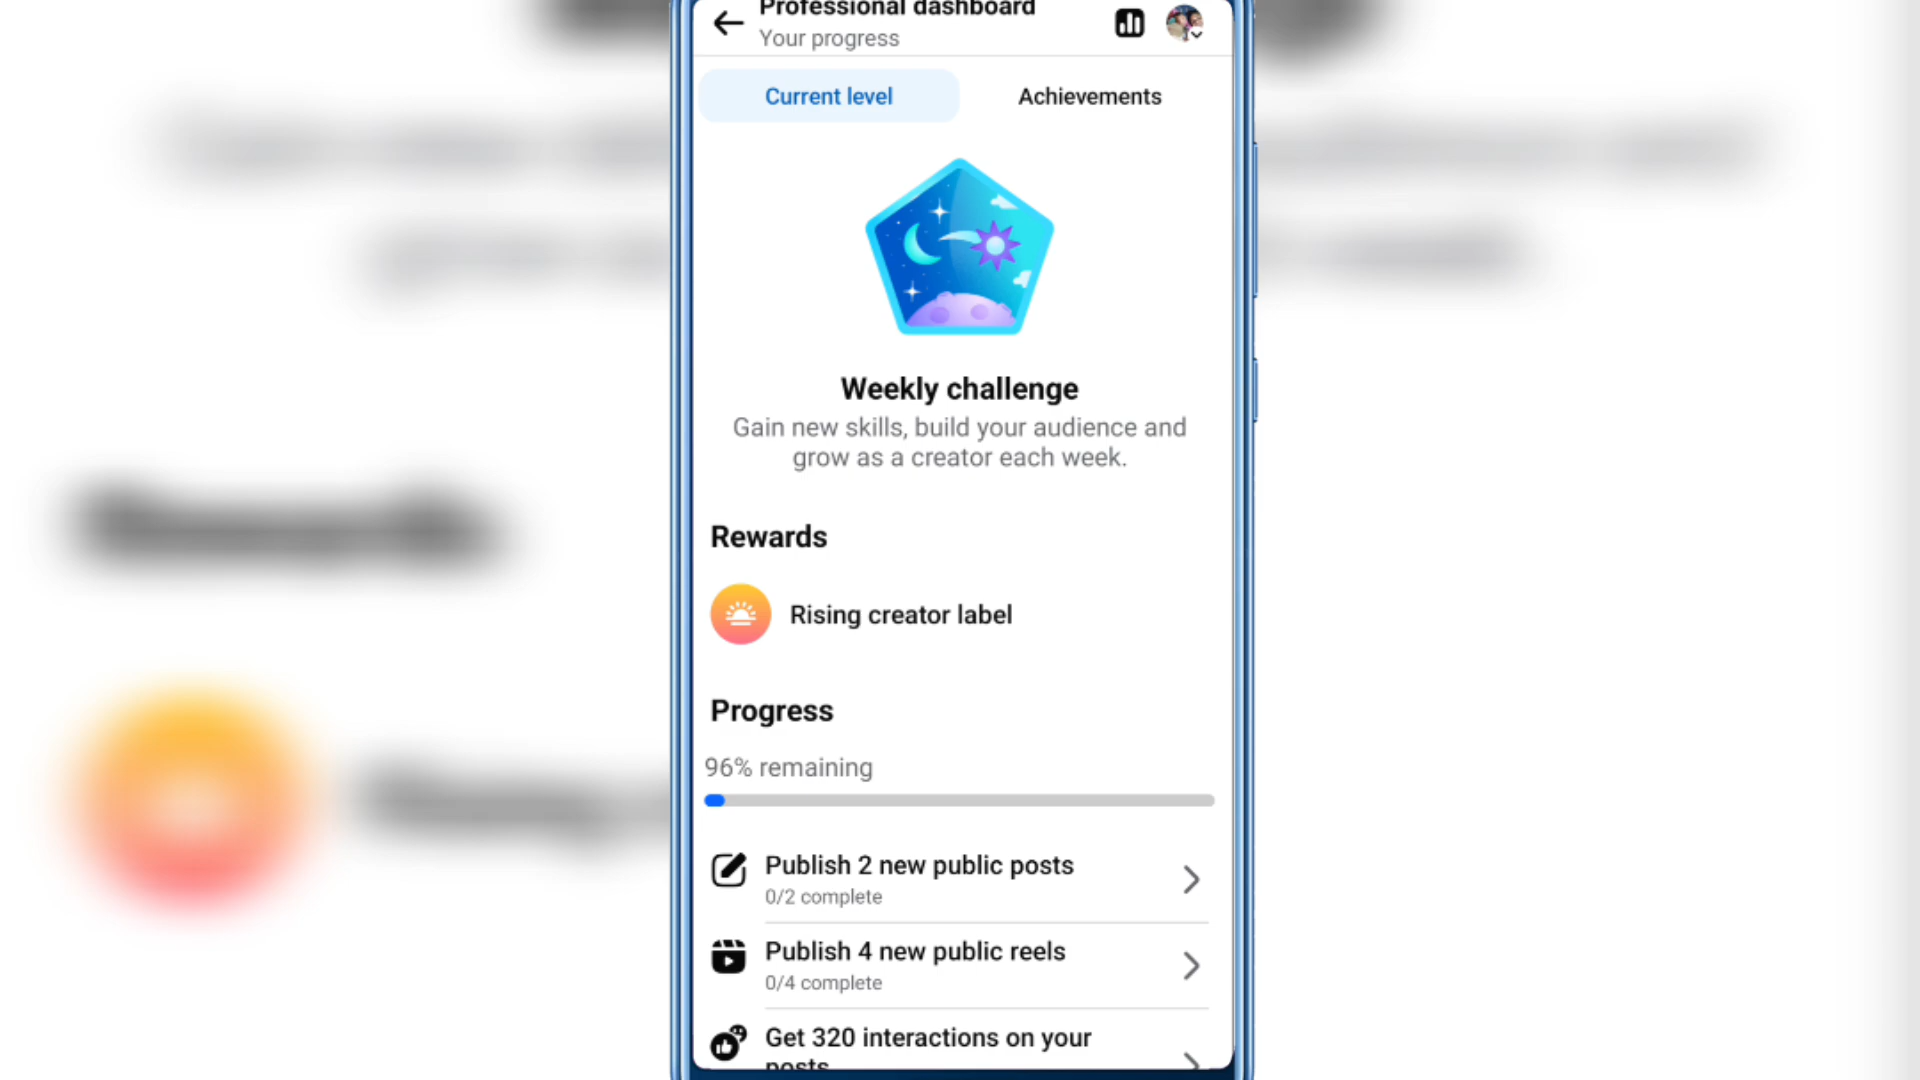 Professional dashboard
Your progress
Current level
Achievements
Weekly challenge
Gain new skills, build your audience and
grow as a creator each week.
Rewards
Rising creator label
Progress
96% remaining
Publish 2 new public posts
0/2 complete
Publish 4 new public reels
0/4 complete
Get 320 interactions on your
posts